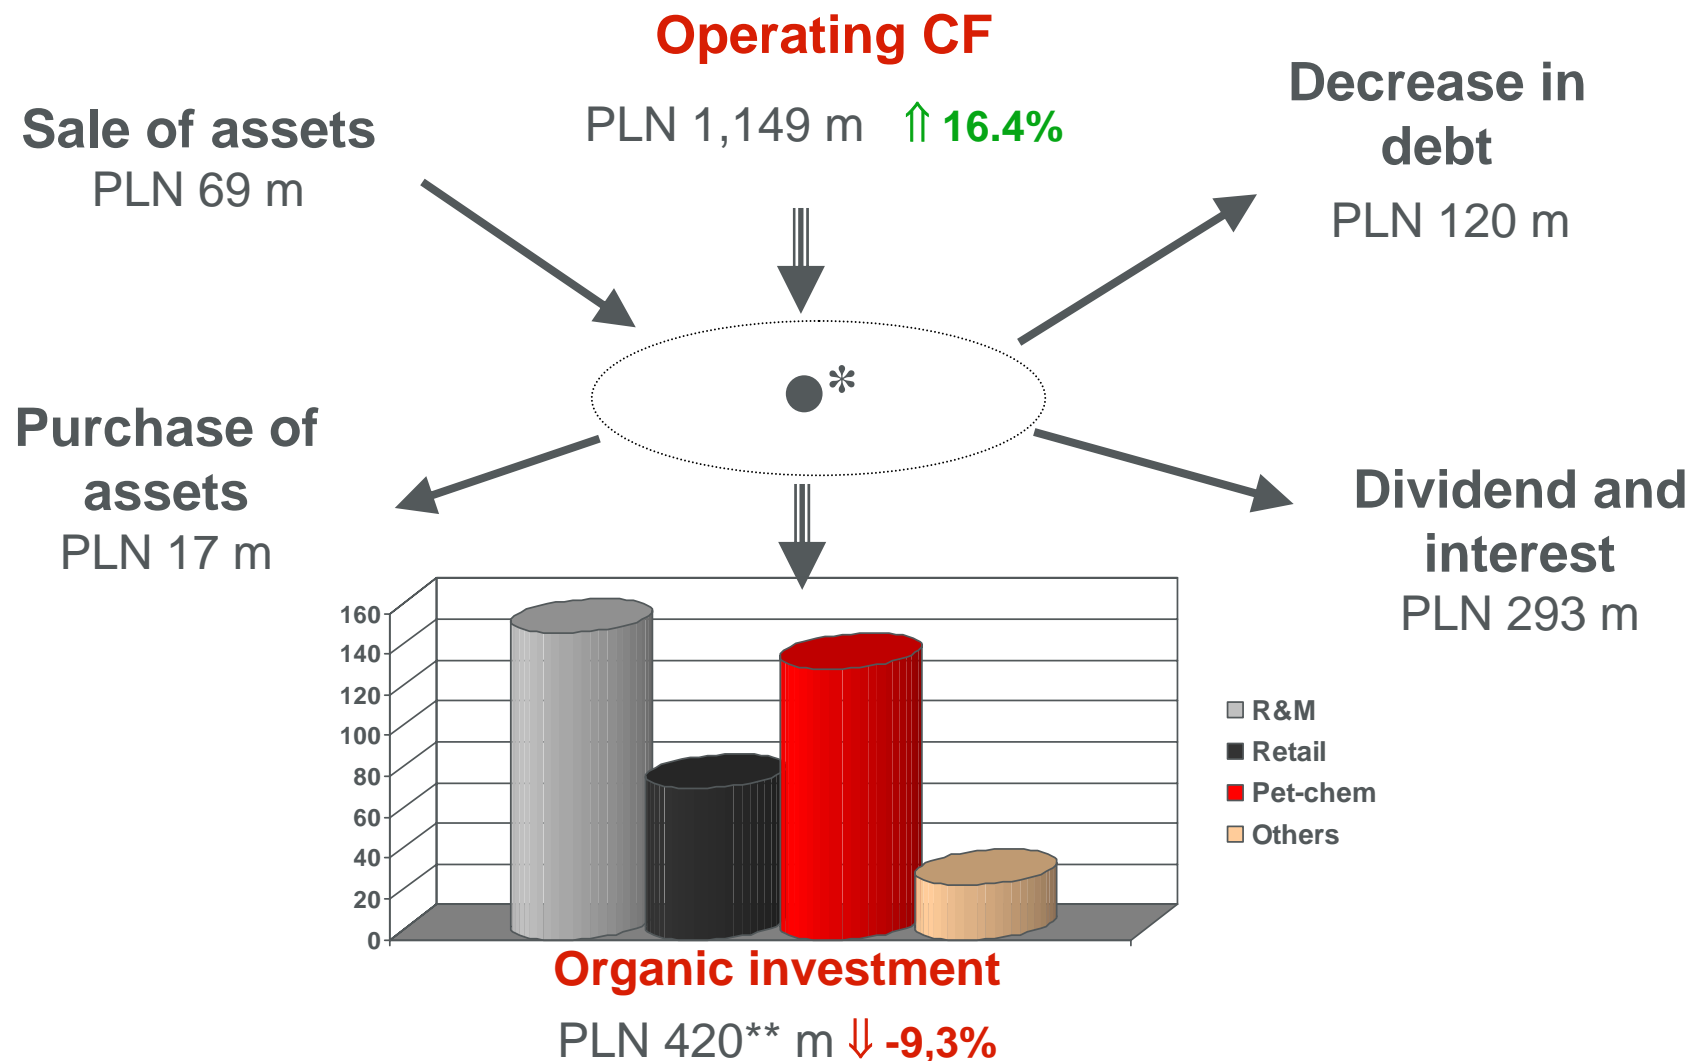 Operating CF
PLN 1,149 m ⇑ 16.4%
Sale of assets
PLN 69 m
Decrease in
debt
PLN 120 m
*
Purchase of
assets
PLN 17 m
Dividend and
interest
PLN 293 m
160
140
120
100
80
60
40
20
0
R&M
Retail
Pet-chem
Others
Organic investment
PLN 420** m ⇓ -9,3%